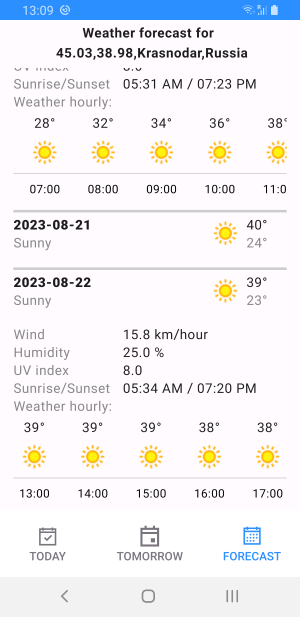 13:09
Weather forecast for
45.03,38.98,Krasnodar,Russia
Sunrise/Sunset 05:31 AM / 07:23 PM
Weather hourly:
28° 32° 34° 36° 38°
07:00 08:00 09:00 10:00 11:0
2023-08-21 40°
Sunny 24°
2023-08-22 39°
Sunny 23°
Wind 15.8 km/hour
Humidity 25.0 %
UV index 8.0
Sunrise/Sunset 05:34 AM / 07:20 PM
Weather hourly:
39° 39° 39° 38° 38°
13:00 14:00 15:00 16:00 17:00
TODAY TOMORROW FORECAST